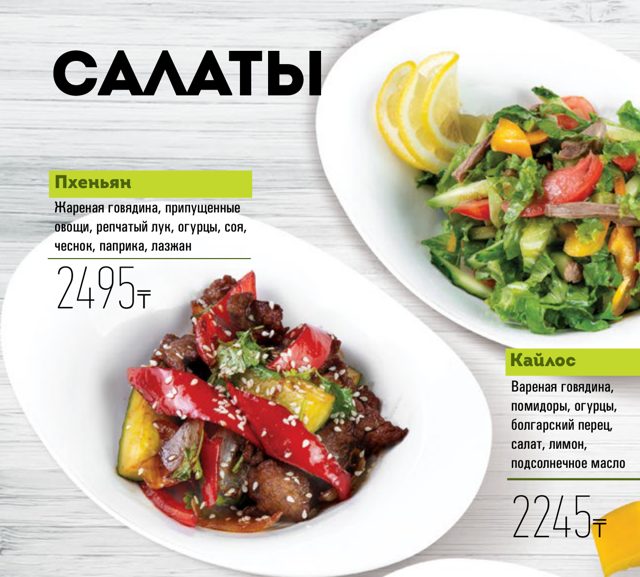 САЛАТЫ
Пхеньян
Жареная говядина, припущенные
овощи, репчатый лук, огурцы, соя,
чеснок, паприка, лазжан
2495₸
Кайлос
Вареная говядина,
помидоры, огурцы,
болгарский перец,
салат, лимон,
подсолнечное масло
2245₸